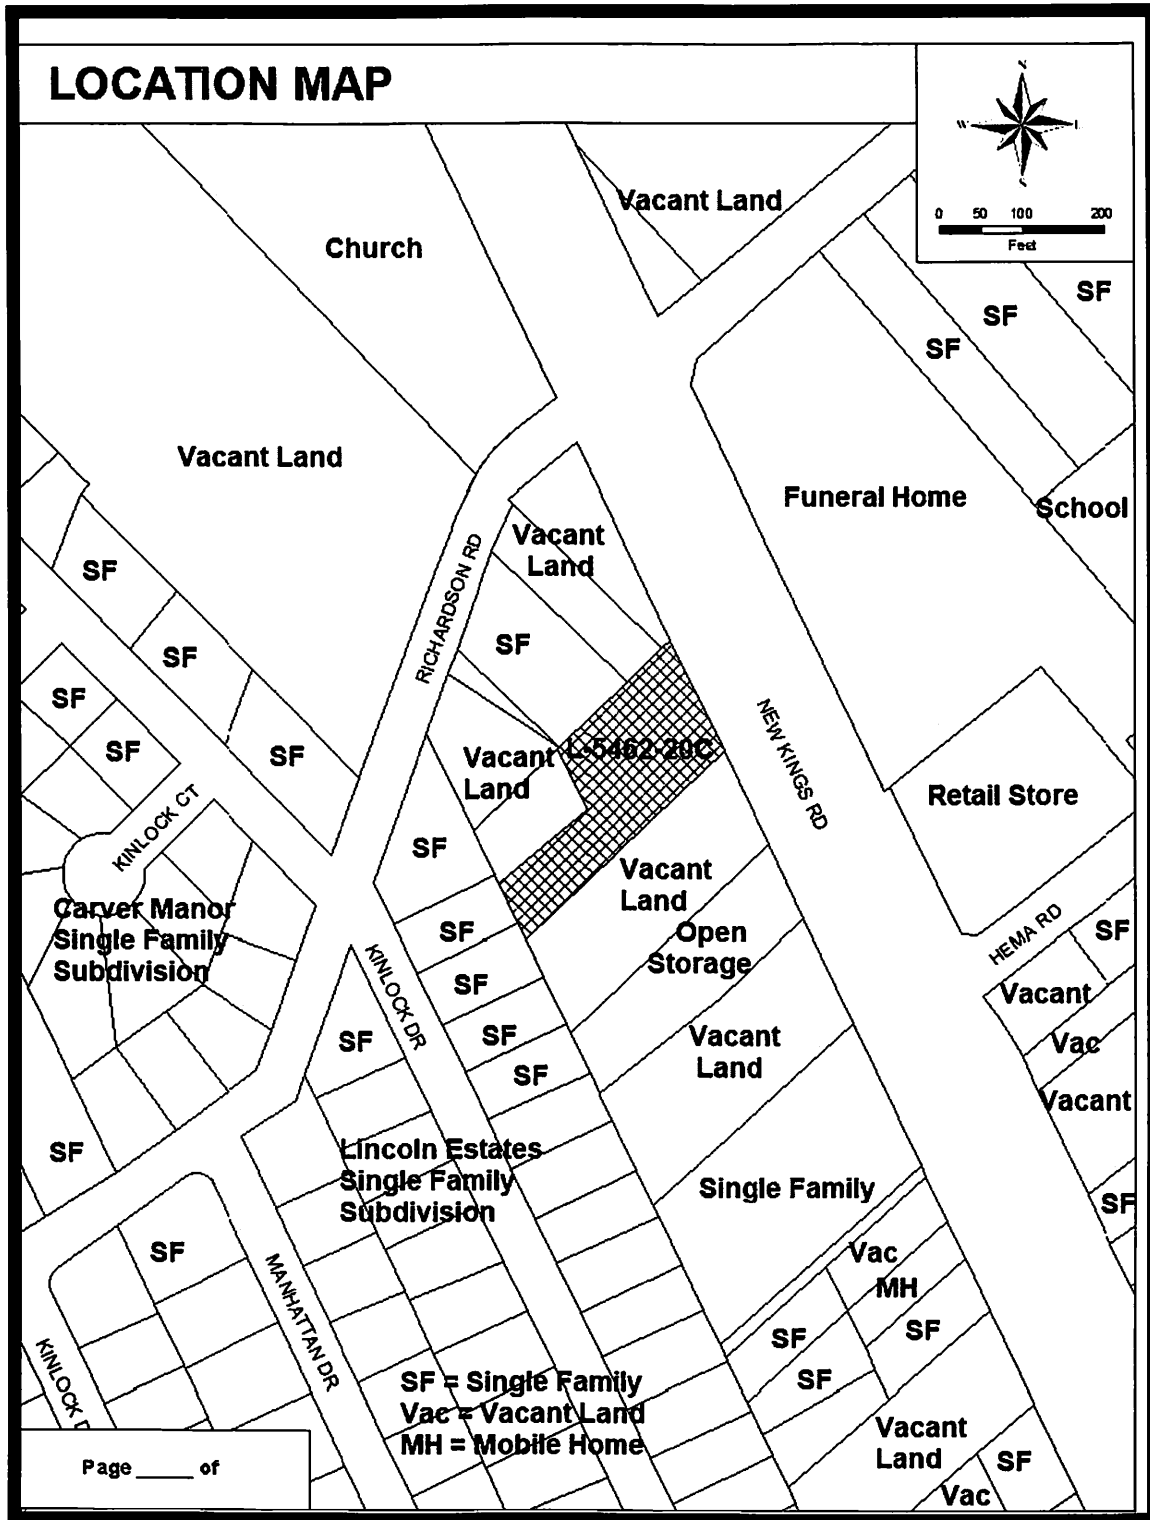 LOCATION MAP
N
W
E
S
0 50 100 200
Feet
Vacant Land
Church
SF
SF
SF
Vacant Land
Funeral Home
School
Vacant
Land
RICHARDSON RD
SF
SF
SF
SF
SF
SF
NEW KINGS RD
L-5462-20C
Vacant
Land
Retail Store
KINLOCK CT
SF
Vacant
Land
Carver Manor
Single Family
Subdivision
SF
Open
Storage
HEMA RD
SF
KINLOCK DR
SF
Vacant
SF
SF
Vacant
Land
Vac
SF
Vacant
SF
Lincoln Estates
Single Family
Subdivision
Single Family
SF
SF
Vac
MANHATTAN DR
MH
SF
SF
SF
KINLOCK D
SF = Single Family
Vac = Vacant Land
MH = Mobile Home
Vacant
Land
SF
Vac
Page ____ of